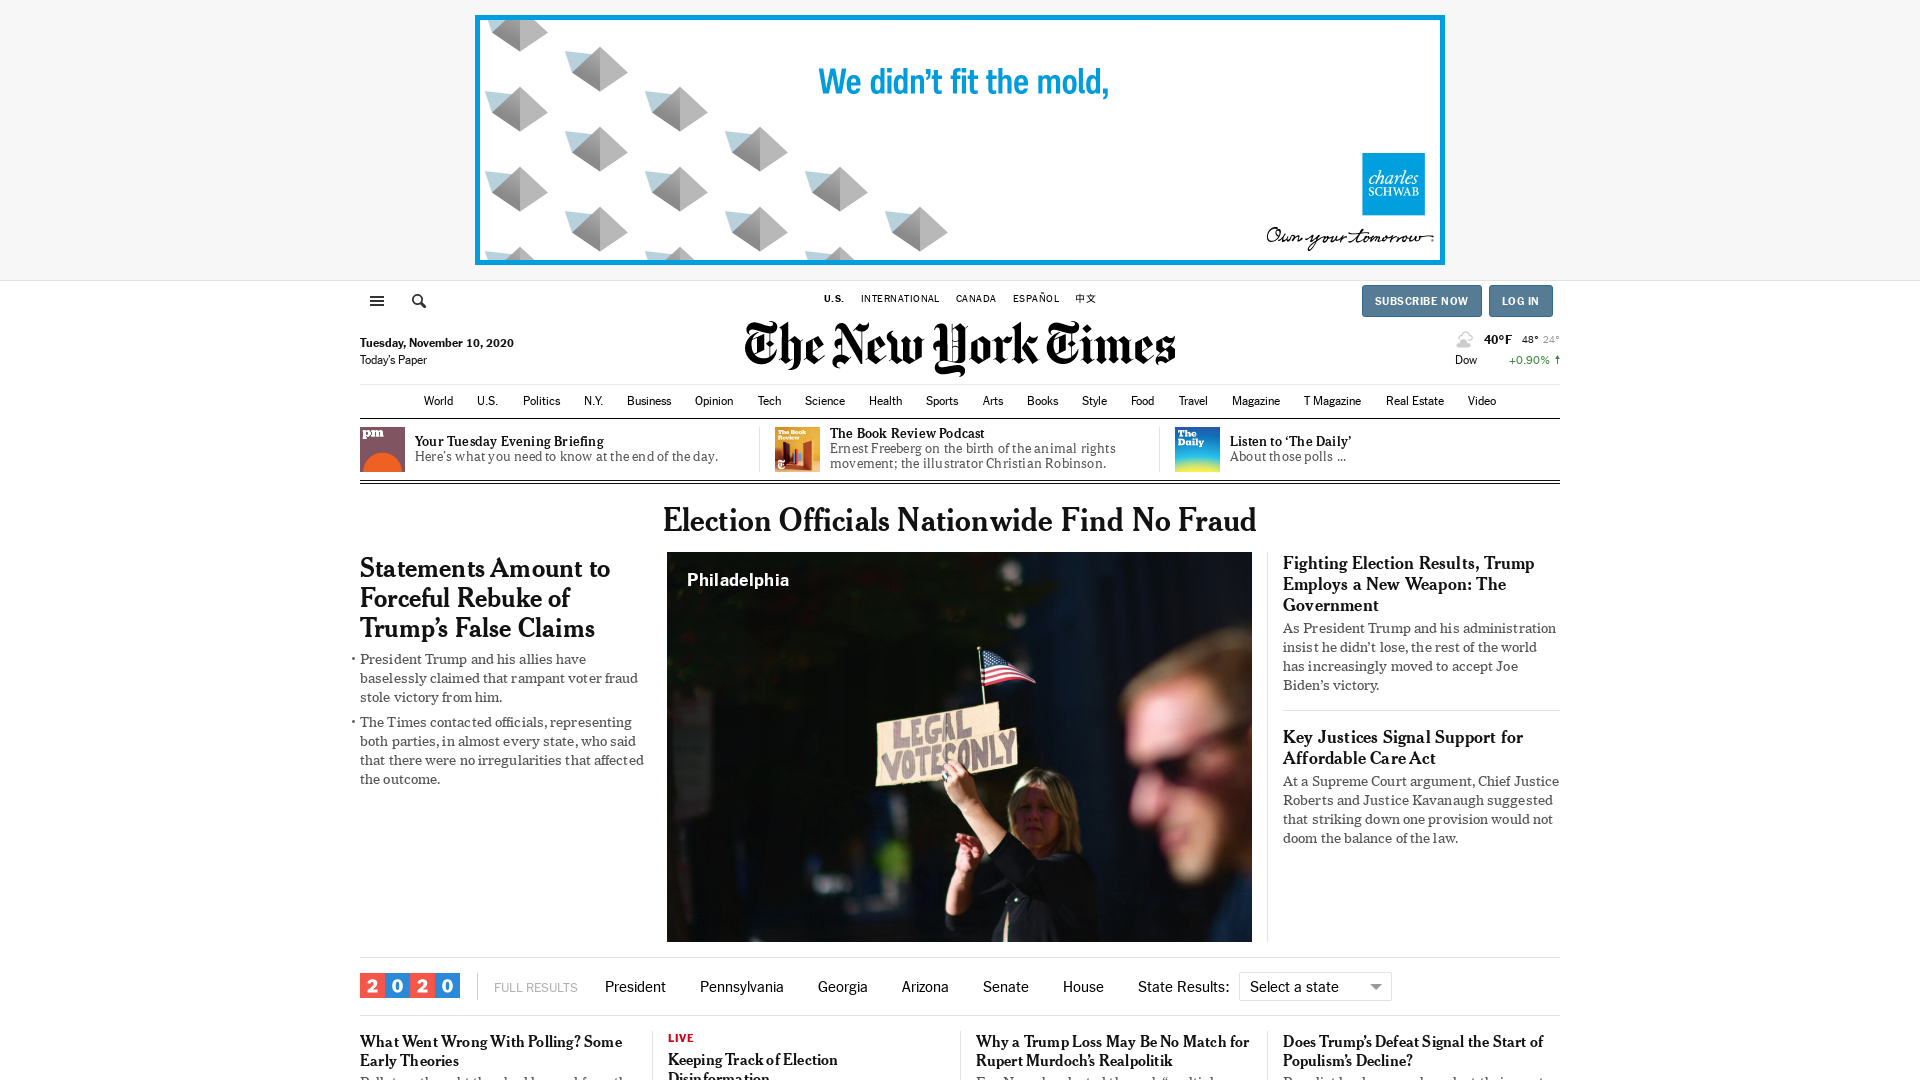 We didn't fit the mold,
charles
SCHWAB
Own your tomorrow.
U.S. INTERNATIONAL CANADA ESPAÑOL 中文
SUBSCRIBE NOW LOG IN
Tuesday, November 10, 2020
Today's Paper
The New York Times
40°F 48° 24°
Dow +0.90% ↑
World U.S. Politics N.Y. Business Opinion Tech Science Health Sports Arts Books Style Food Travel Magazine T Magazine Real Estate Video
pm
Your Tuesday Evening Briefing
Here's what you need to know at the end of the day.
The Book
Review
The Book Review Podcast
Ernest Freeberg on the birth of the animal rights
movement; the illustrator Christian Robinson.
The
Daily
Listen to ‘The Daily’
About those polls ...
Election Officials Nationwide Find No Fraud
Statements Amount to
Forceful Rebuke of
Trump’s False Claims
• President Trump and his allies have
baselessly claimed that rampant voter fraud
stole victory from him.
• The Times contacted officials, representing
both parties, in almost every state, who said
that there were no irregularities that affected
the outcome.
Philadelphia
LEGAL
VOTES ONLY
Fighting Election Results, Trump
Employs a New Weapon: The
Government
As President Trump and his administration
insist he didn’t lose, the rest of the world
has increasingly moved to accept Joe
Biden’s victory.
Key Justices Signal Support for
Affordable Care Act
At a Supreme Court argument, Chief Justice
Roberts and Justice Kavanaugh suggested
that striking down one provision would not
doom the balance of the law.
2020 FULL RESULTS President Pennsylvania Georgia Arizona Senate House State Results: Select a state
What Went Wrong With Polling? Some
Early Theories
LIVE
Keeping Track of Election
Disinformation
Why a Trump Loss May Be No Match for
Rupert Murdoch’s Realpolitik
Does Trump’s Defeat Signal the Start of
Populism’s Decline?